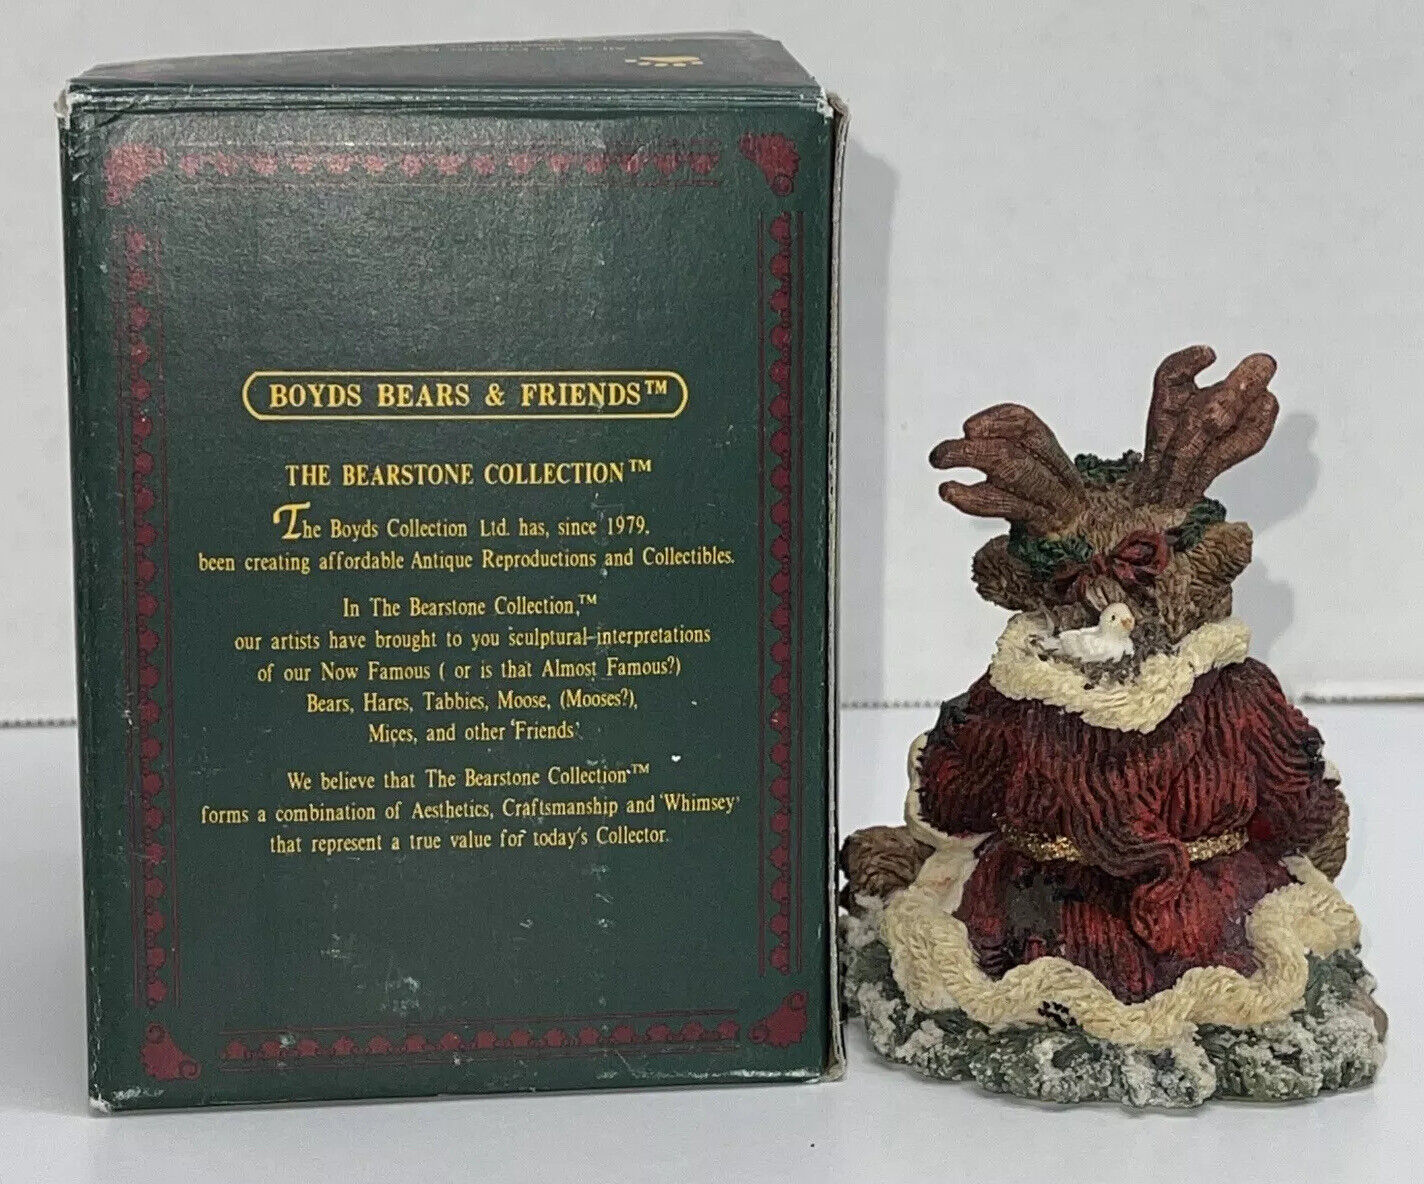 BOYDS BEARS & FRIENDS™
THE BEARSTONE COLLECTION™
The Boyds Collection Ltd. has, since 1979,
been creating affordable Antique Reproductions and Collectibles.
In The Bearstone Collection,™
our artists have brought to you sculptural interpretations
of our Now Famous ( or is that Almost Famous?)
Bears, Hares, Tabbies, Moose, (Mooses?),
Mices, and other 'Friends'.
We believe that The Bearstone Collection™
forms a combination of Aesthetics, Craftsmanship and 'Whimsey'
that represent a true value for today's Collector.